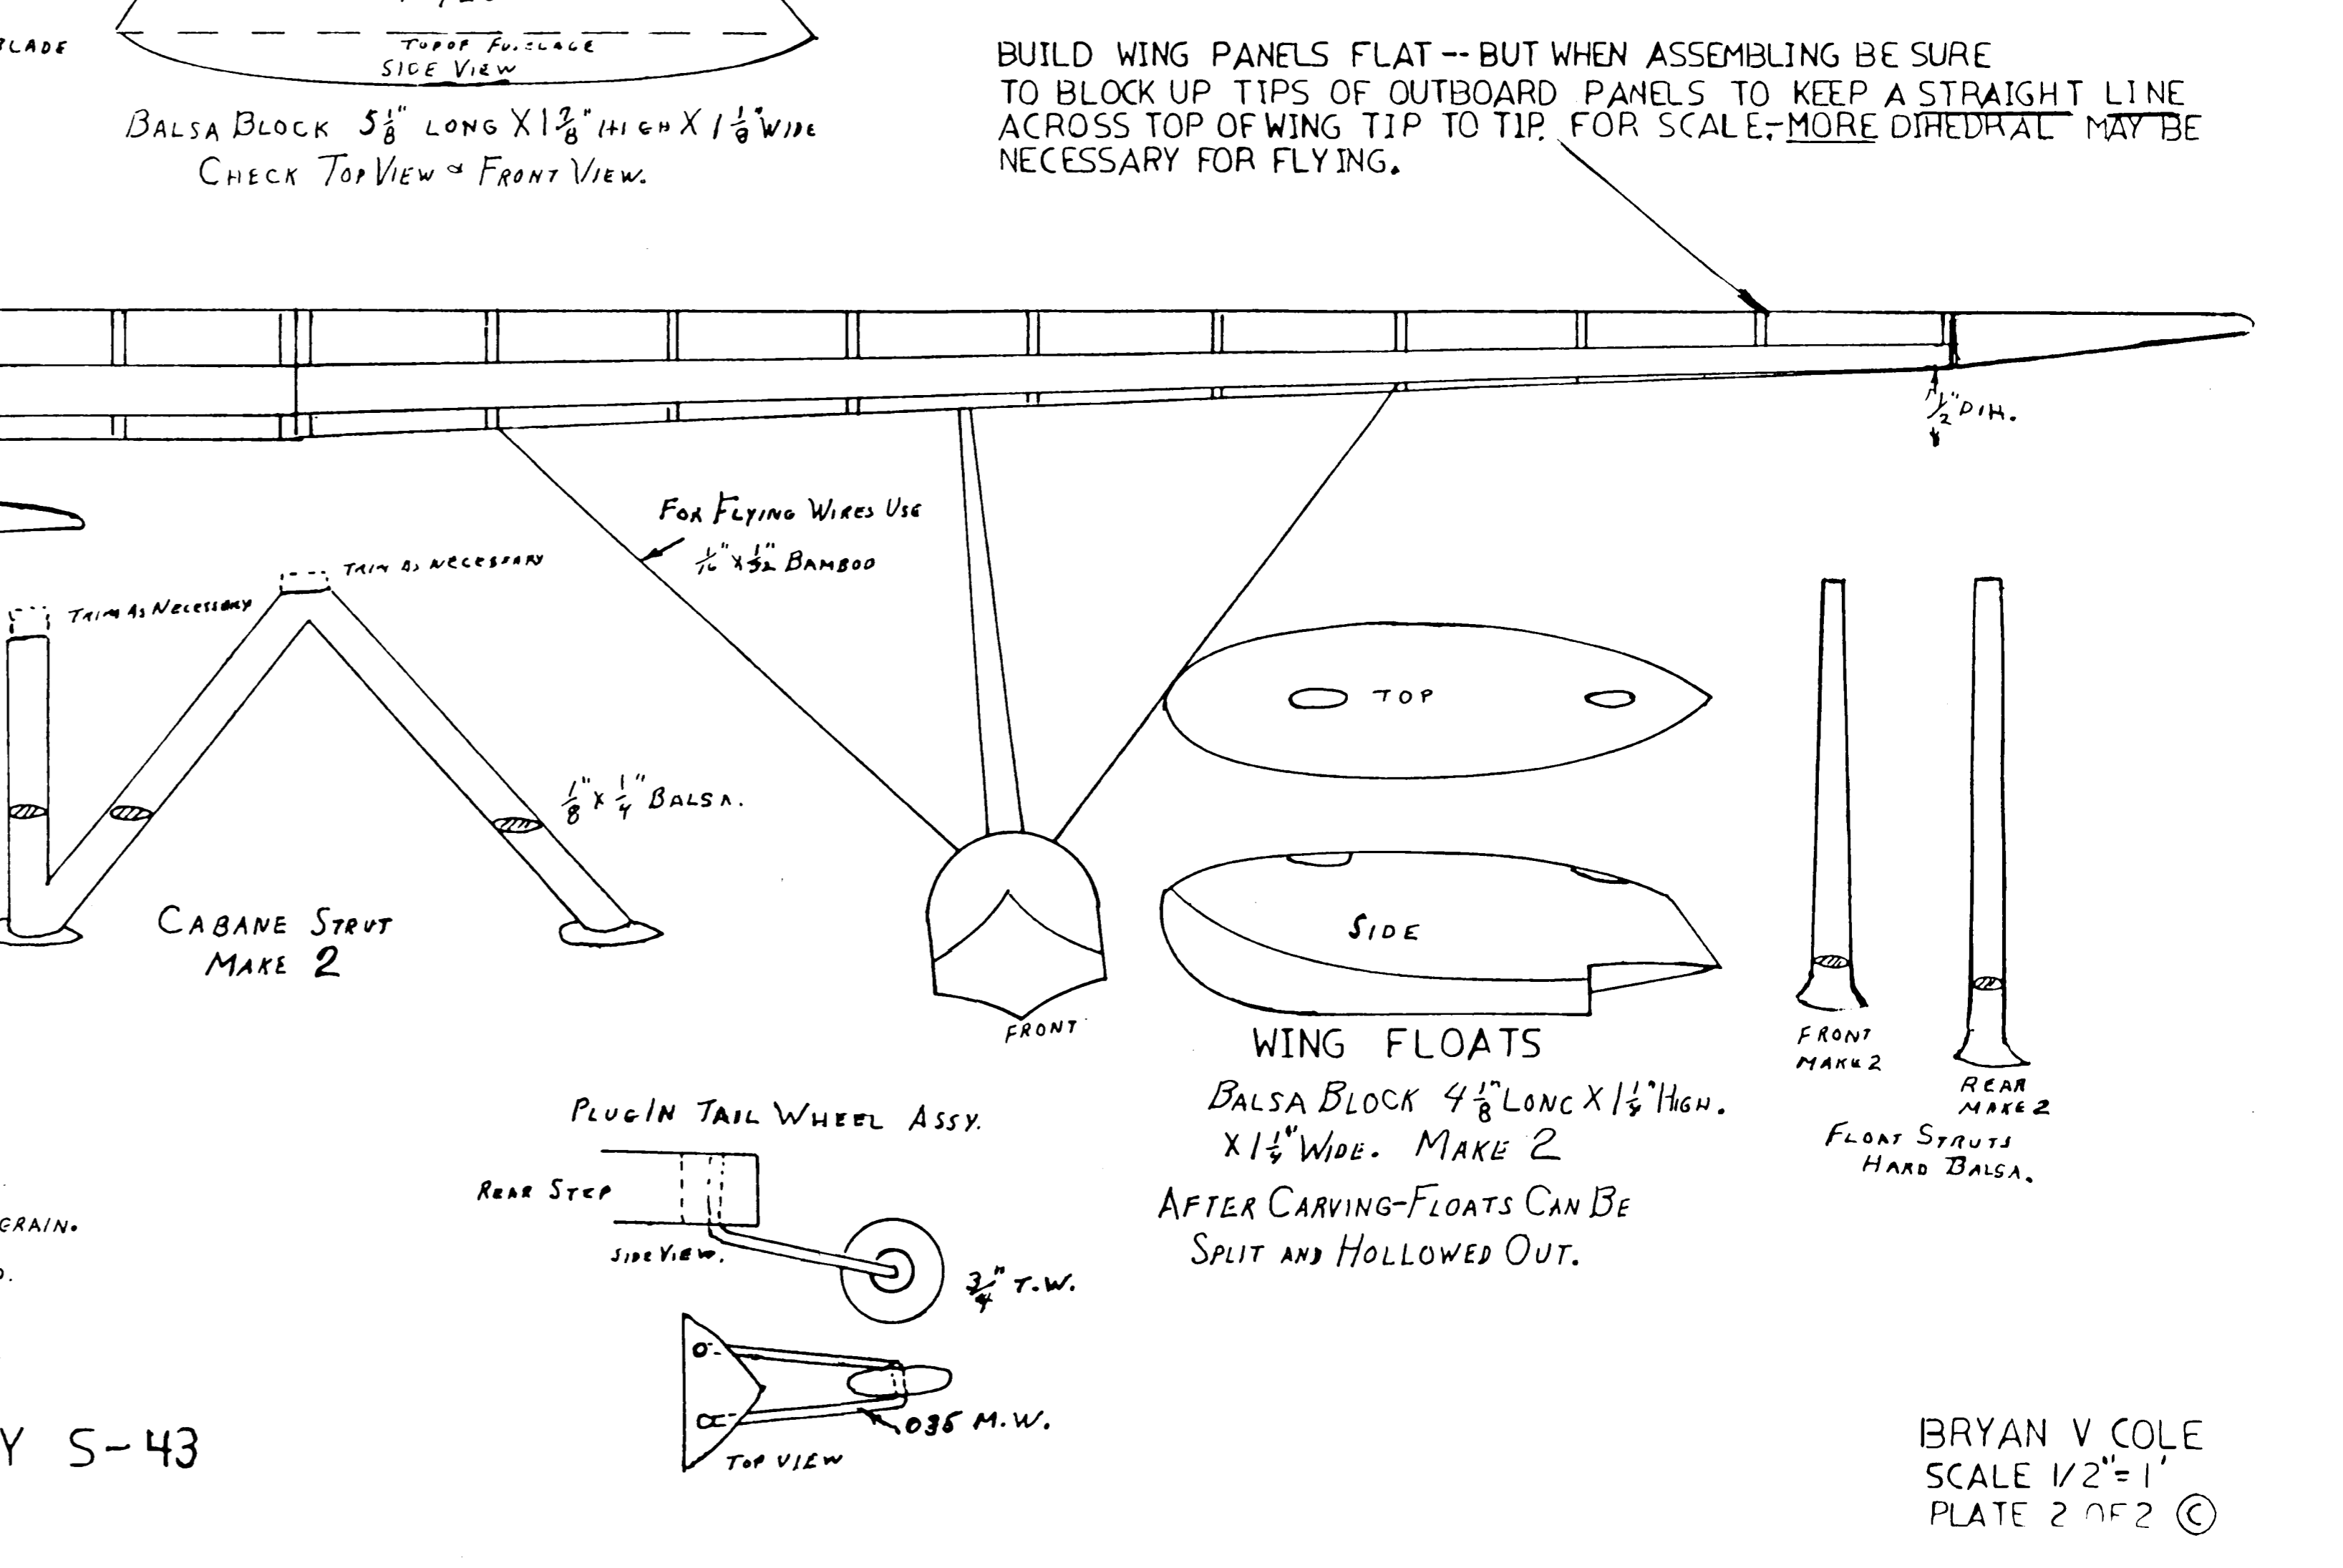 BLADE
TOP OF FUSELAGE
SIDE VIEW
BALSA BLOCK 5 1/8" LONG X 1 7/8" HIGH X 1 1/8" WIDE
CHECK TOP VIEW & FRONT VIEW.
BUILD WING PANELS FLAT -- BUT WHEN ASSEMBLING BE SURE
TO BLOCK UP TIPS OF OUTBOARD PANELS TO KEEP A STRAIGHT LINE
ACROSS TOP OF WING TIP TO TIP. FOR SCALE,- MORE DIHEDRAL MAY BE
NECESSARY FOR FLYING.
1/2" DIH.
FOR FLYING WIRES USE
1/16" X 1/32" BAMBOO
TRIM AS NECESSARY
TRIM AS NECESSARY
1/8" X 1/4" BALSA.
CABANE STRUT
MAKE 2
TOP
SIDE
FRONT
WING FLOATS
BALSA BLOCK 4 1/8" LONG X 1 1/4" HIGH.
X 1 1/4" WIDE. MAKE 2
AFTER CARVING-FLOATS CAN BE
SPLIT AND HOLLOWED OUT.
FRONT
MAKE 2
REAR
MAKE 2
FLOAT STRUTS
HARD BALSA.
PLUG IN TAIL WHEEL ASSY.
REAR STEP
SIDE VIEW.
3/4" T.W.
.035 M.W.
TOP VIEW
GRAIN.
Y S-43
BRYAN V COLE
SCALE 1/2"=1'
PLATE 2 OF 2 ©